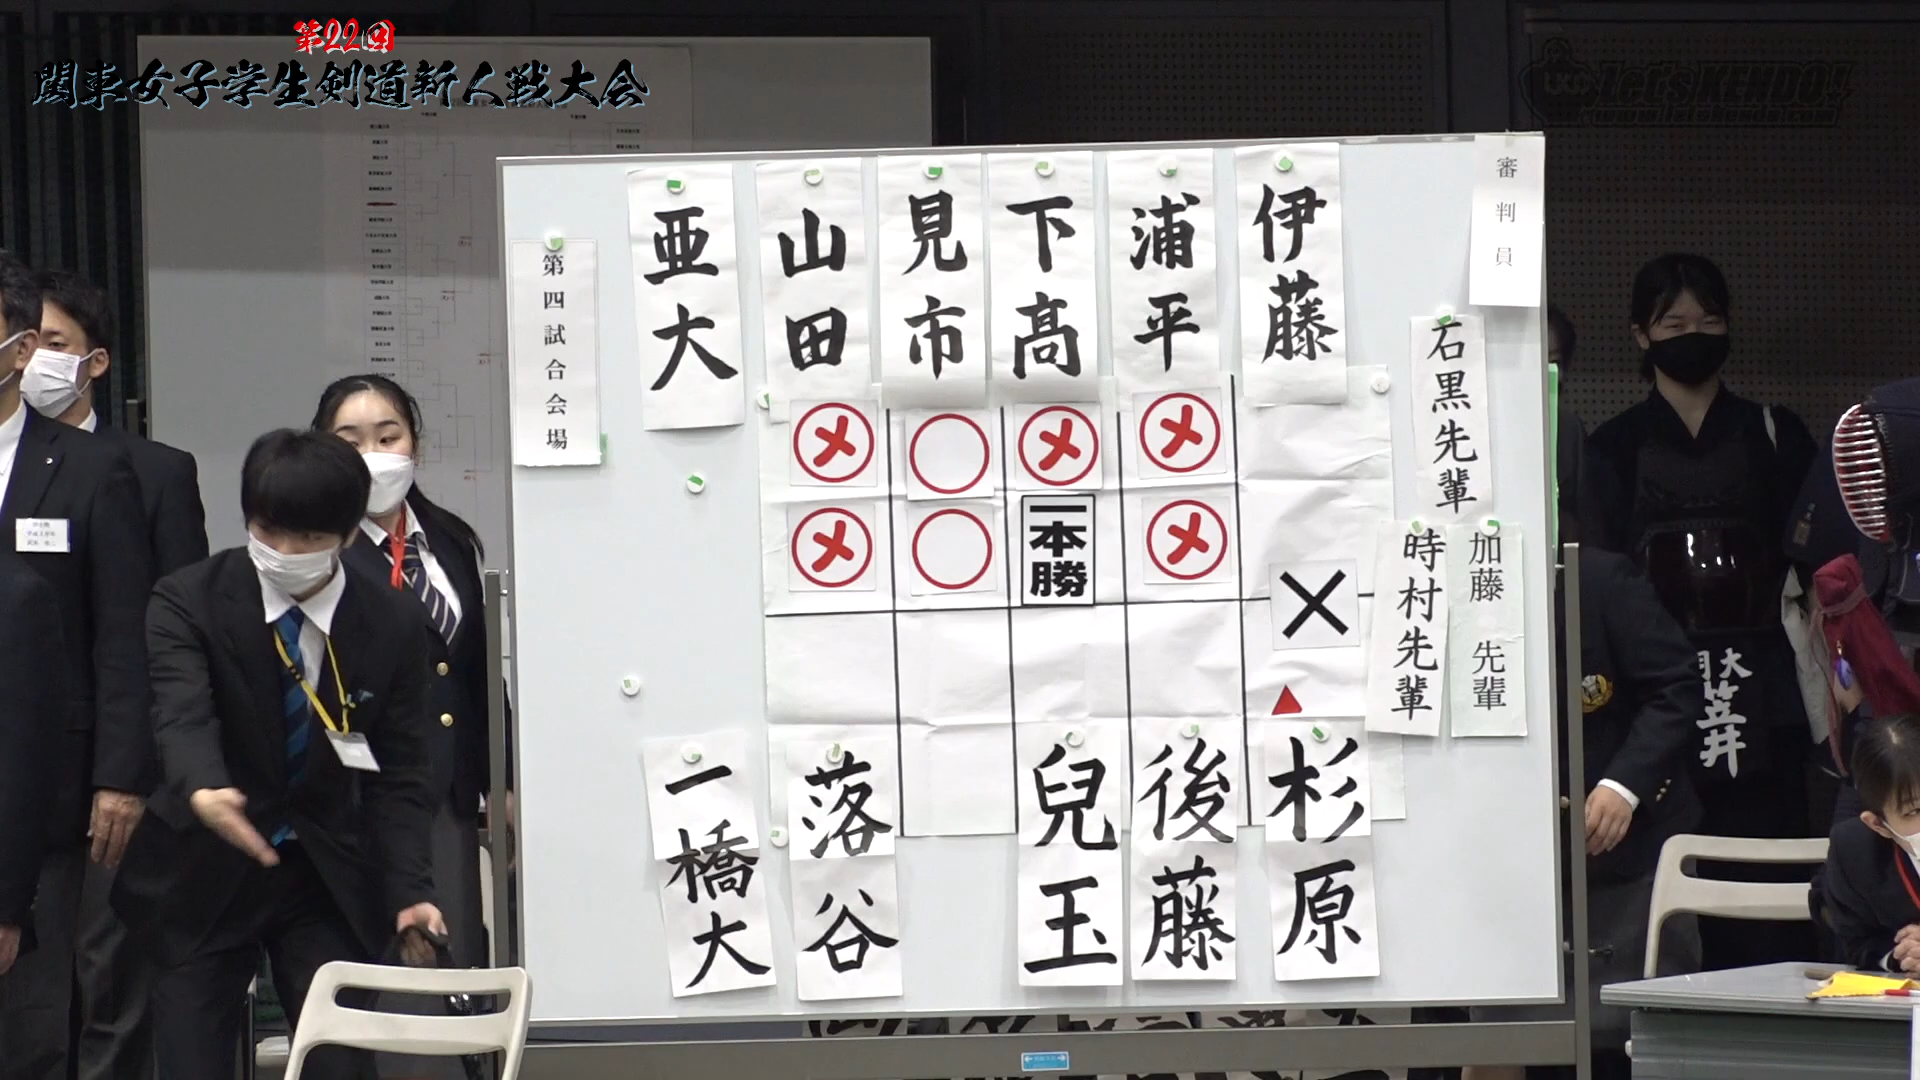 第22回
関東女子学生剣道新人戦大会
Let's KENDO!!
第四試合会場
亜大
山田
見市
下高
浦平
伊藤
審判員
石黒先輩
時村先輩
加藤 先輩
メ
メ
メ
メ
メ
一本勝
一橋大
落谷
兒玉
後藤
杉原
大
笠井